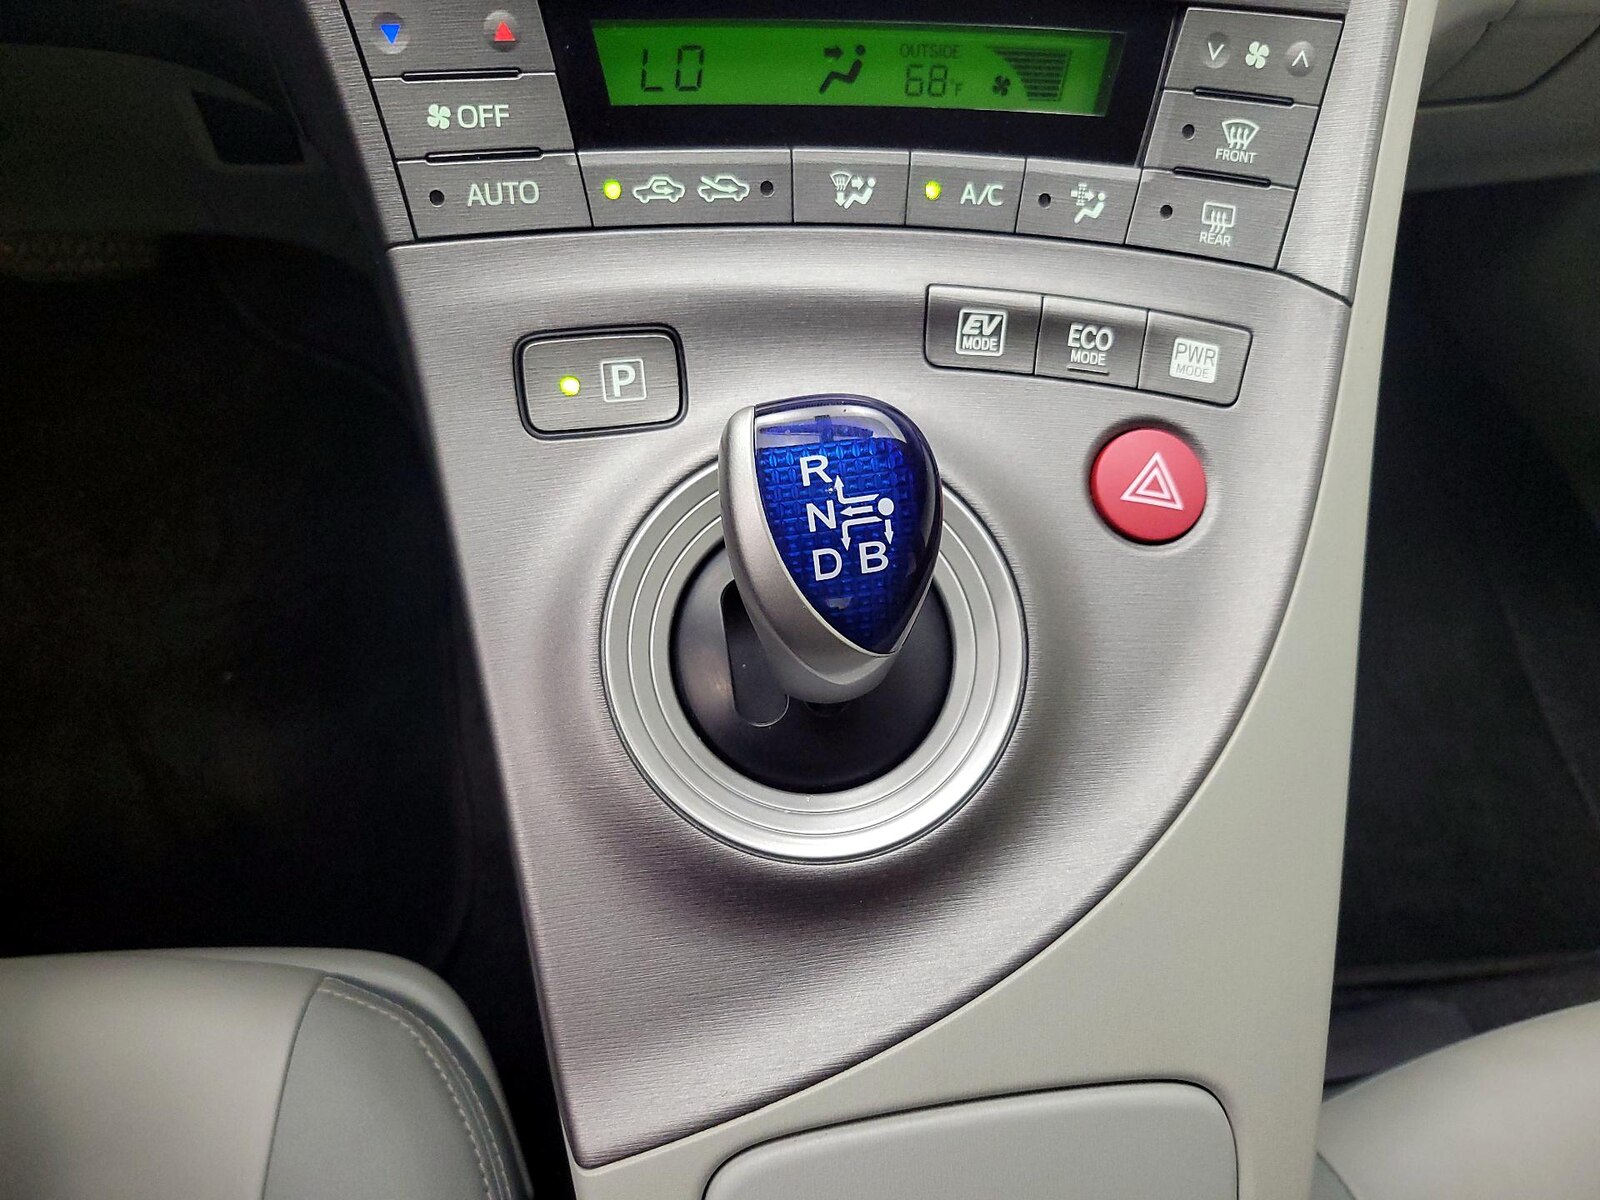 LO
OUTSIDE
68°F
OFF
FRONT
AUTO
A/C
REAR
EV
MODE
ECO
MODE
PWR
MODE
P
R
N
D B